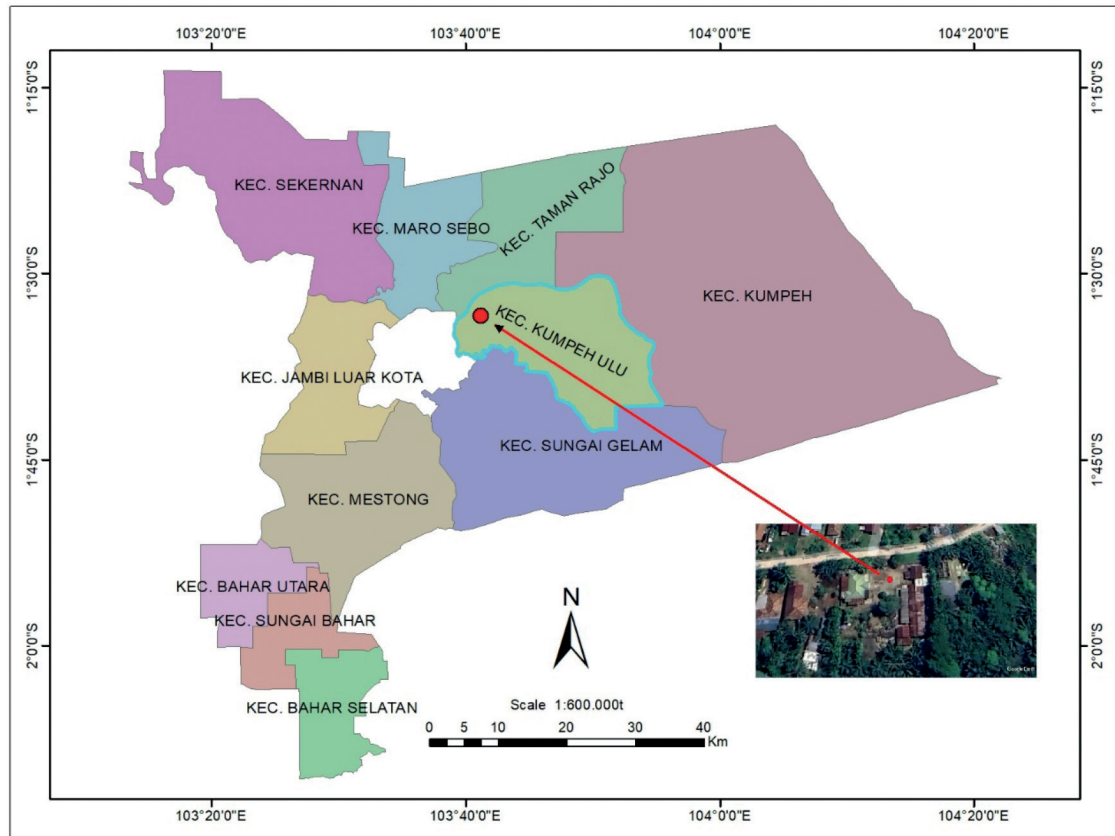 103°20'0"E
103°40'0"E
104°0'0"E
104°20'0"E
1°15'0"S
1°15'0"S
KEC. SEKERNAN
KEC. MARO SEBO
KEC. TAMAN RAJO
1°30'0"S
1°30'0"S
KEC. KUMPEH
KEC. KUMPEH ULU
KEC. JAMBI LUAR KOTA
KEC. SUNGAI GELAM
1°45'0"S
1°45'0"S
KEC. MESTONG
KEC. BAHAR UTARA
KEC. SUNGAI BAHAR
2°0'0"S
2°0'0"S
KEC. BAHAR SELATAN
N
Scale 1:600.000t
0 5 10 20 30 40
Km
Google Earth
103°20'0"E
103°40'0"E
104°0'0"E
104°20'0"E